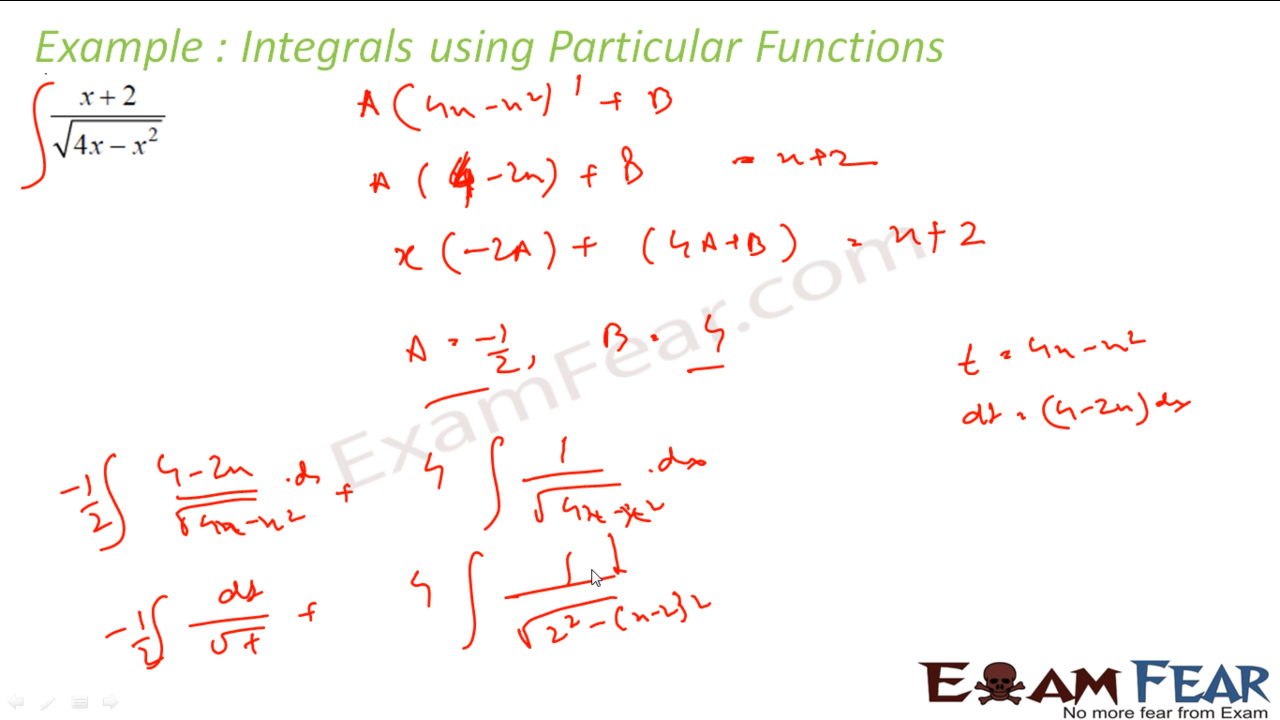 Example : Integrals using Particular Functions
∫ x + 2 / √4x − x²
A (4x − x²)' + B
A (4 − 2x) + B = x + 2
x (−2A) + (4A + B) = x + 2
A = −1/2, B = 4
t = 4x − x²
dt = (4 − 2x) dx
−1/2 ∫ 4 − 2x / √4x − x² . dx + 4 ∫ 1 / √4x − x² . dx
−1/2 ∫ dt / √t + 4 ∫ 1 / √2² − (x − 2)²
ExamFear.com
EXAM FEAR
No more fear from Exam